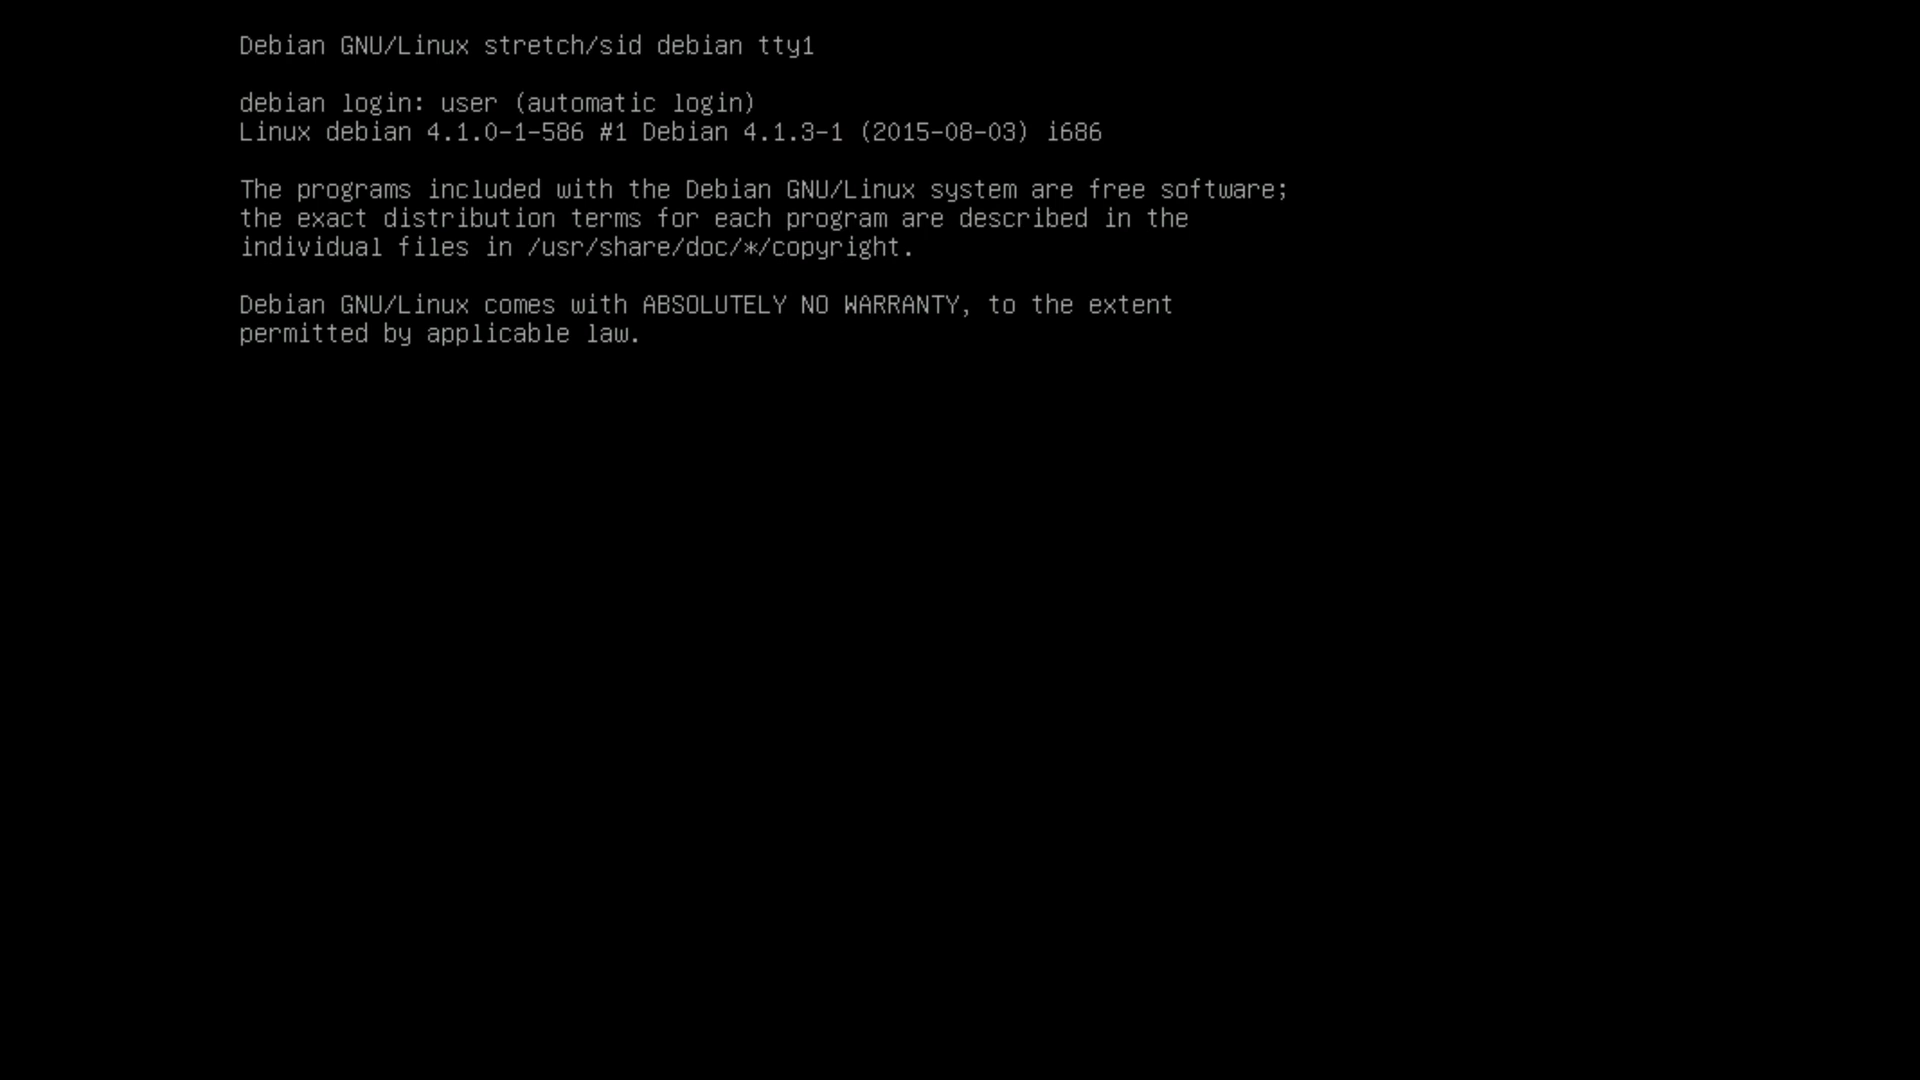 Debian GNU/Linux stretch/sid debian tty1
debian login: user (automatic login)
Linux debian 4.1.0-1-586 #1 Debian 4.1.3-1 (2015-08-03) i686
The programs included with the Debian GNU/Linux system are free software;
the exact distribution terms for each program are described in the
individual files in /usr/share/doc/*/copyright.
Debian GNU/Linux comes with ABSOLUTELY NO WARRANTY, to the extent
permitted by applicable law.